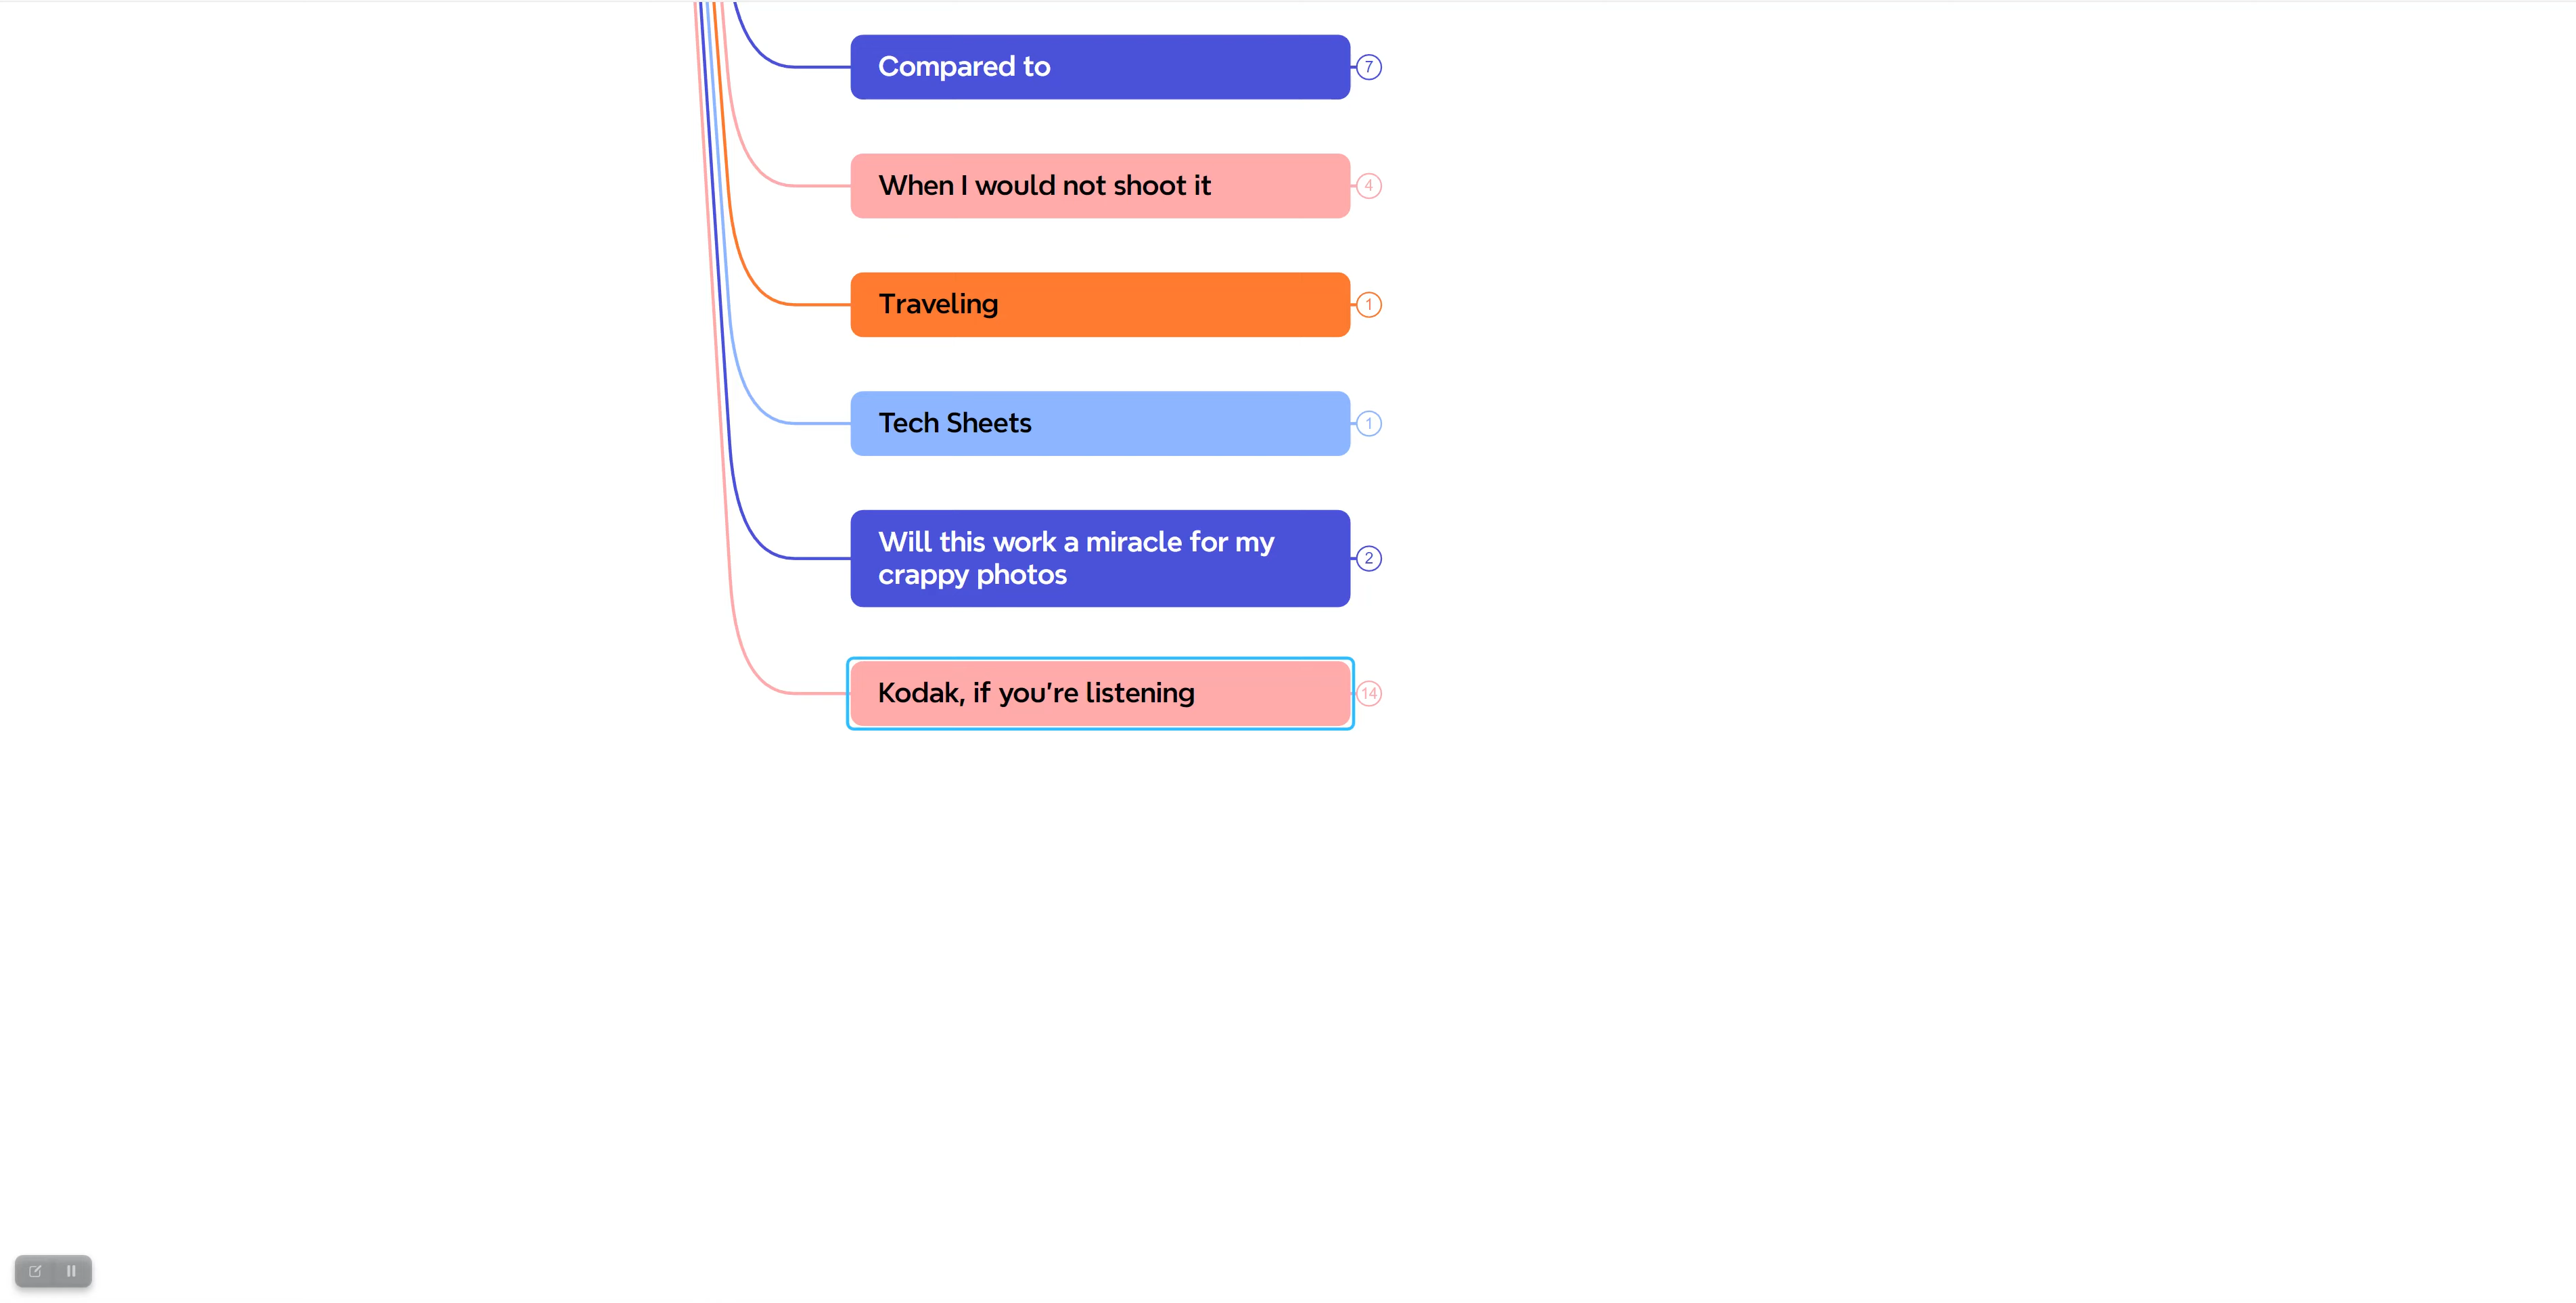 Compared to
7
When I would not shoot it
4
Traveling
1
Tech Sheets
1
Will this work a miracle for my
crappy photos
2
Kodak, if you're listening
14